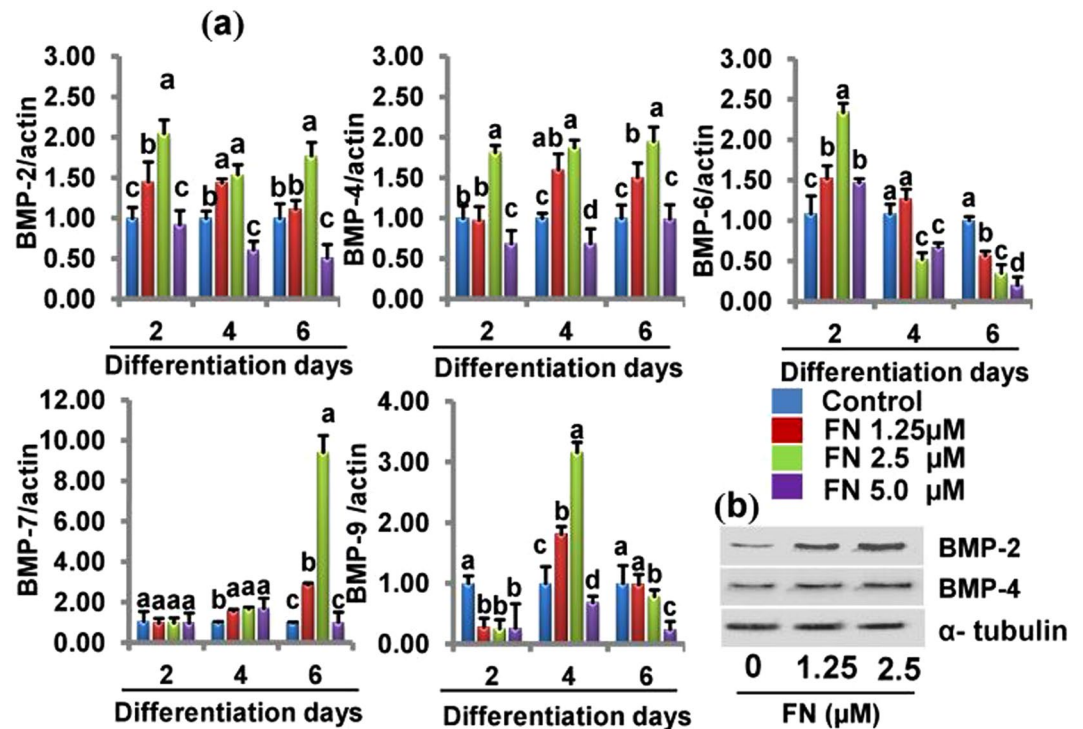 (a)
3.00
2.50
2.00
1.50
1.00
0.50
0.00
BMP-2/actin
c b a c
b a a c
b b a c
2 4 6
Differentiation days
3.00
2.50
2.00
1.50
1.00
0.50
0.00
BMP-4/actin
b b a c
c ab a d
c b a c
2 4 6
Differentiation days
3.00
2.50
2.00
1.50
1.00
0.50
0.00
BMP-6/actin
c b a b
a a c c
a b c d
2 4 6
Differentiation days
Control
FN 1.25μM
FN 2.5 μM
FN 5.0 μM
12.00
10.00
8.00
6.00
4.00
2.00
0.00
BMP-7/actin
a a a a
b a a a
c b a c
2 4 6
Differentiation days
4.00
3.00
2.00
1.00
0.00
BMP-9 /actin
a b b b
c b a d
a a b c
2 4 6
Differentiation days
(b)
BMP-2
BMP-4
α- tubulin
0 1.25 2.5
FN (μM)